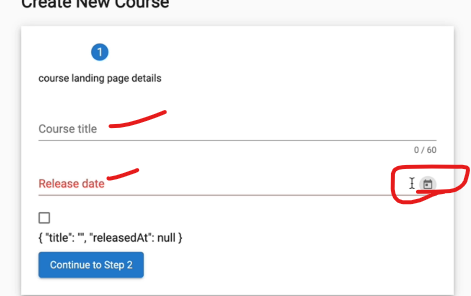 Create New Course
1
course landing page details
Course title
0 / 60
Release date
{ "title": "", "releasedAt": null }
Continue to Step 2